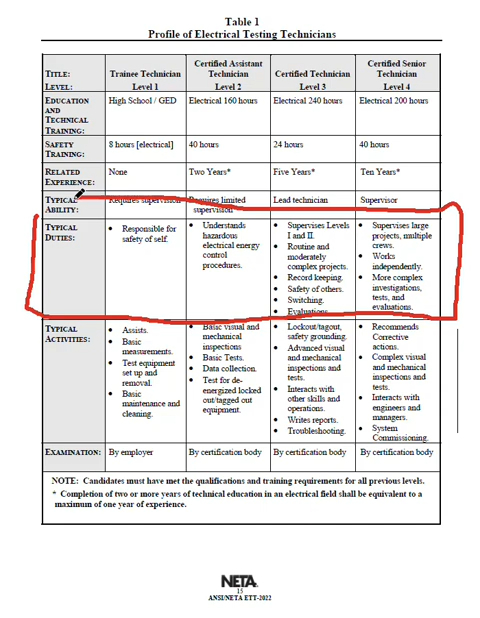 Table 1
Profile of Electrical Testing Technicians
TITLE:
LEVEL:
Trainee Technician
Level 1
Certified Assistant
Technician
Level 2
Certified Technician
Level 3
Certified Senior
Technician
Level 4
EDUCATION
AND
TECHNICAL
TRAINING:
High School / GED
Electrical 160 hours
Electrical 240 hours
Electrical 200 hours
SAFETY
TRAINING:
8 hours [electrical]
40 hours
24 hours
40 hours
RELATED
EXPERIENCE:
None
Two Years*
Five Years*
Ten Years*
TYPICAL
ABILITY:
Requires supervision
Requires limited
supervision
Lead technician
Supervisor
TYPICAL
DUTIES:
• Responsible for
safety of self.
• Understands
hazardous
electrical energy
control
procedures.
• Supervises Levels
I and II.
• Routine and
moderately
complex projects.
• Record keeping.
• Safety of others.
• Switching.
• Evaluations.
• Supervises large
projects, multiple
crews.
• Works
independently.
• More complex
investigations,
tests, and
evaluations.
TYPICAL
ACTIVITIES:
• Assists.
• Basic
measurements.
• Test equipment
set up and
removal.
• Basic
maintenance and
cleaning.
• Basic visual and
mechanical
inspections
• Basic Tests.
• Data collection.
• Test for de-
energized locked
out/tagged out
equipment.
• Lockout/tagout,
safety grounding.
• Advanced visual
and mechanical
inspections and
tests.
• Interacts with
other skills and
operations.
• Writes reports.
• Troubleshooting.
• Recommends
Corrective
actions.
• Complex visual
and mechanical
inspections and
tests.
• Interacts with
engineers and
managers.
• System
Commissioning.
EXAMINATION:
By employer
By certification body
By certification body
By certification body
NOTE: Candidates must have met the qualifications and training requirements for all previous levels.
* Completion of two or more years of technical education in an electrical field shall be equivalent to a
maximum of one year of experience.
NETA
15
ANSI/NETA ETT-2022